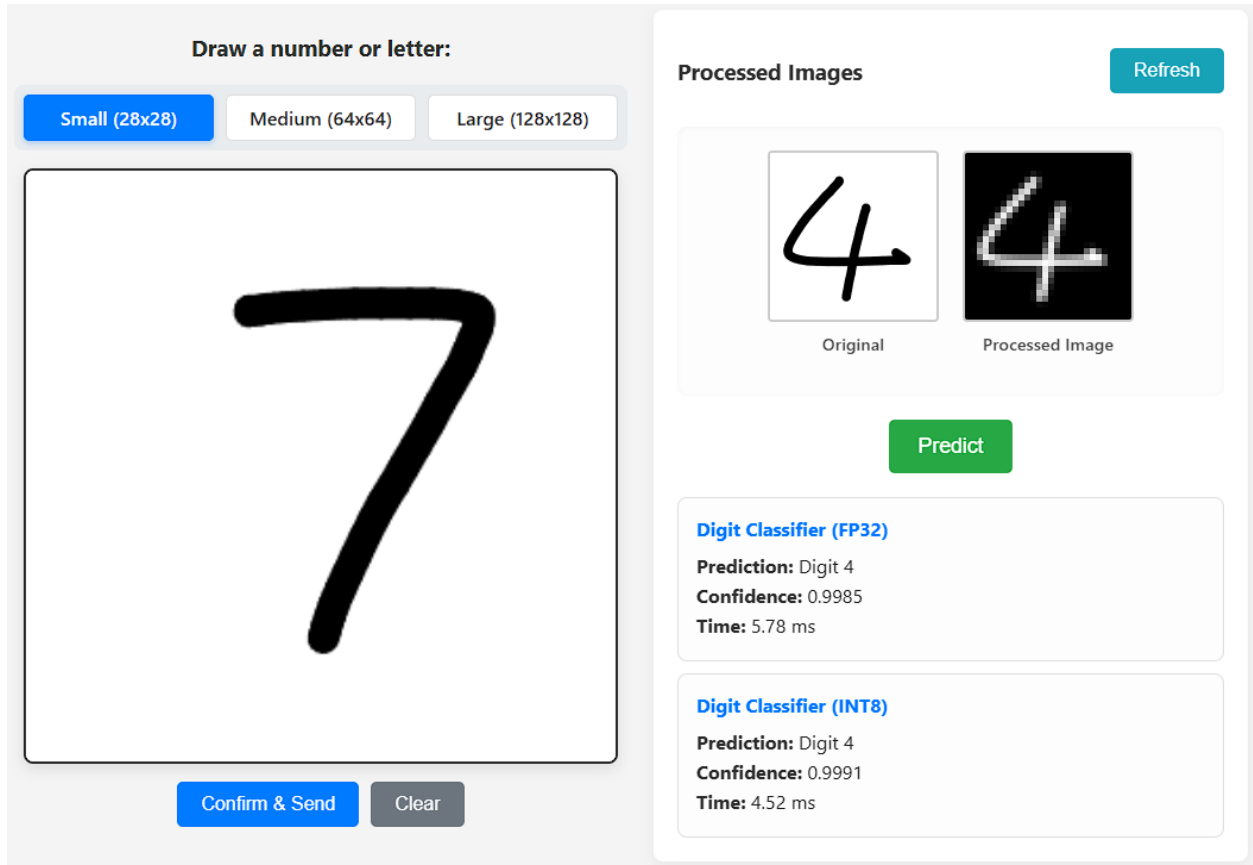 Draw a number or letter:
Small (28x28) Medium (64x64) Large (128x128)
7
Confirm & Send Clear
Processed Images Refresh
4 4
Original Processed Image
Predict
Digit Classifier (FP32)
Prediction: Digit 4
Confidence: 0.9985
Time: 5.78 ms
Digit Classifier (INT8)
Prediction: Digit 4
Confidence: 0.9991
Time: 4.52 ms